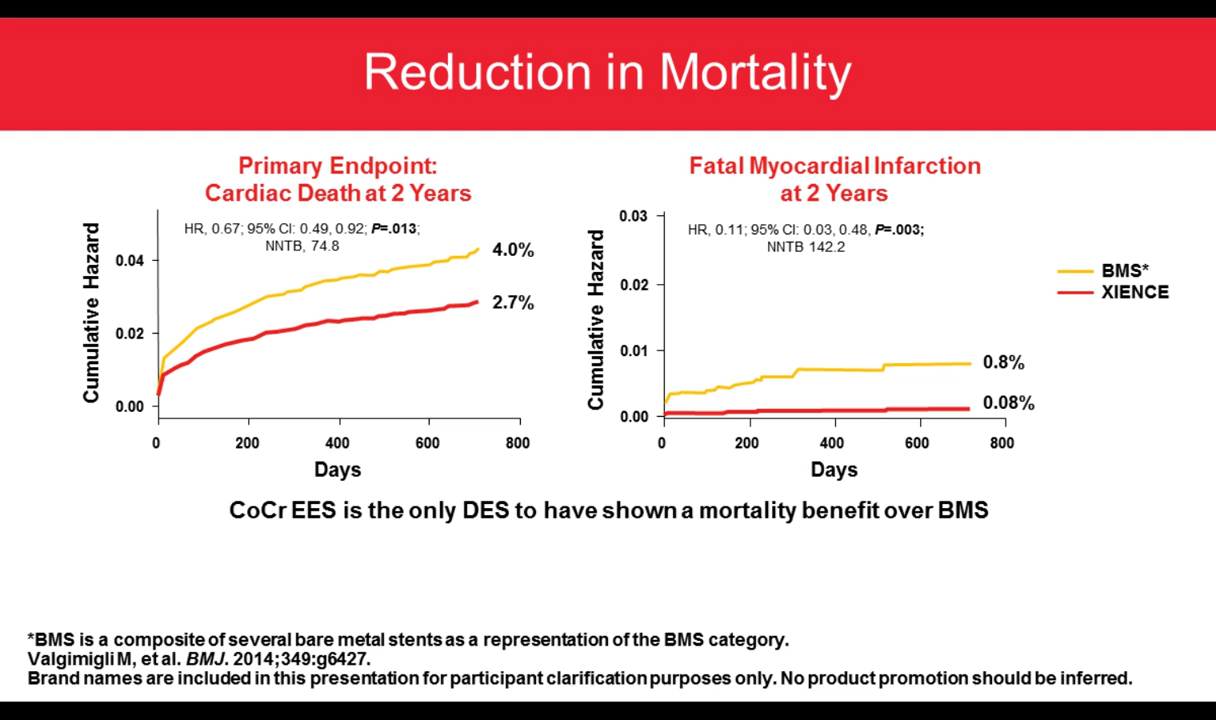 Reduction in Mortality
Primary Endpoint:
Cardiac Death at 2 Years
HR, 0.67; 95% CI: 0.49, 0.92; P=.013;
NNTB, 74.8
Cumulative Hazard
0.04
0.02
0.00
4.0%
2.7%
0
200
400
600
800
Days
Fatal Myocardial Infarction
at 2 Years
HR, 0.11; 95% CI: 0.03, 0.48, P=.003;
NNTB 142.2
Cumulative Hazard
0.03
0.02
0.01
0.00
0.8%
0.08%
0
200
400
600
800
Days
BMS*
XIENCE
CoCr EES is the only DES to have shown a mortality benefit over BMS
*BMS is a composite of several bare metal stents as a representation of the BMS category.
Valgimigli M, et al. BMJ. 2014;349:g6427.
Brand names are included in this presentation for participant clarification purposes only. No product promotion should be inferred.